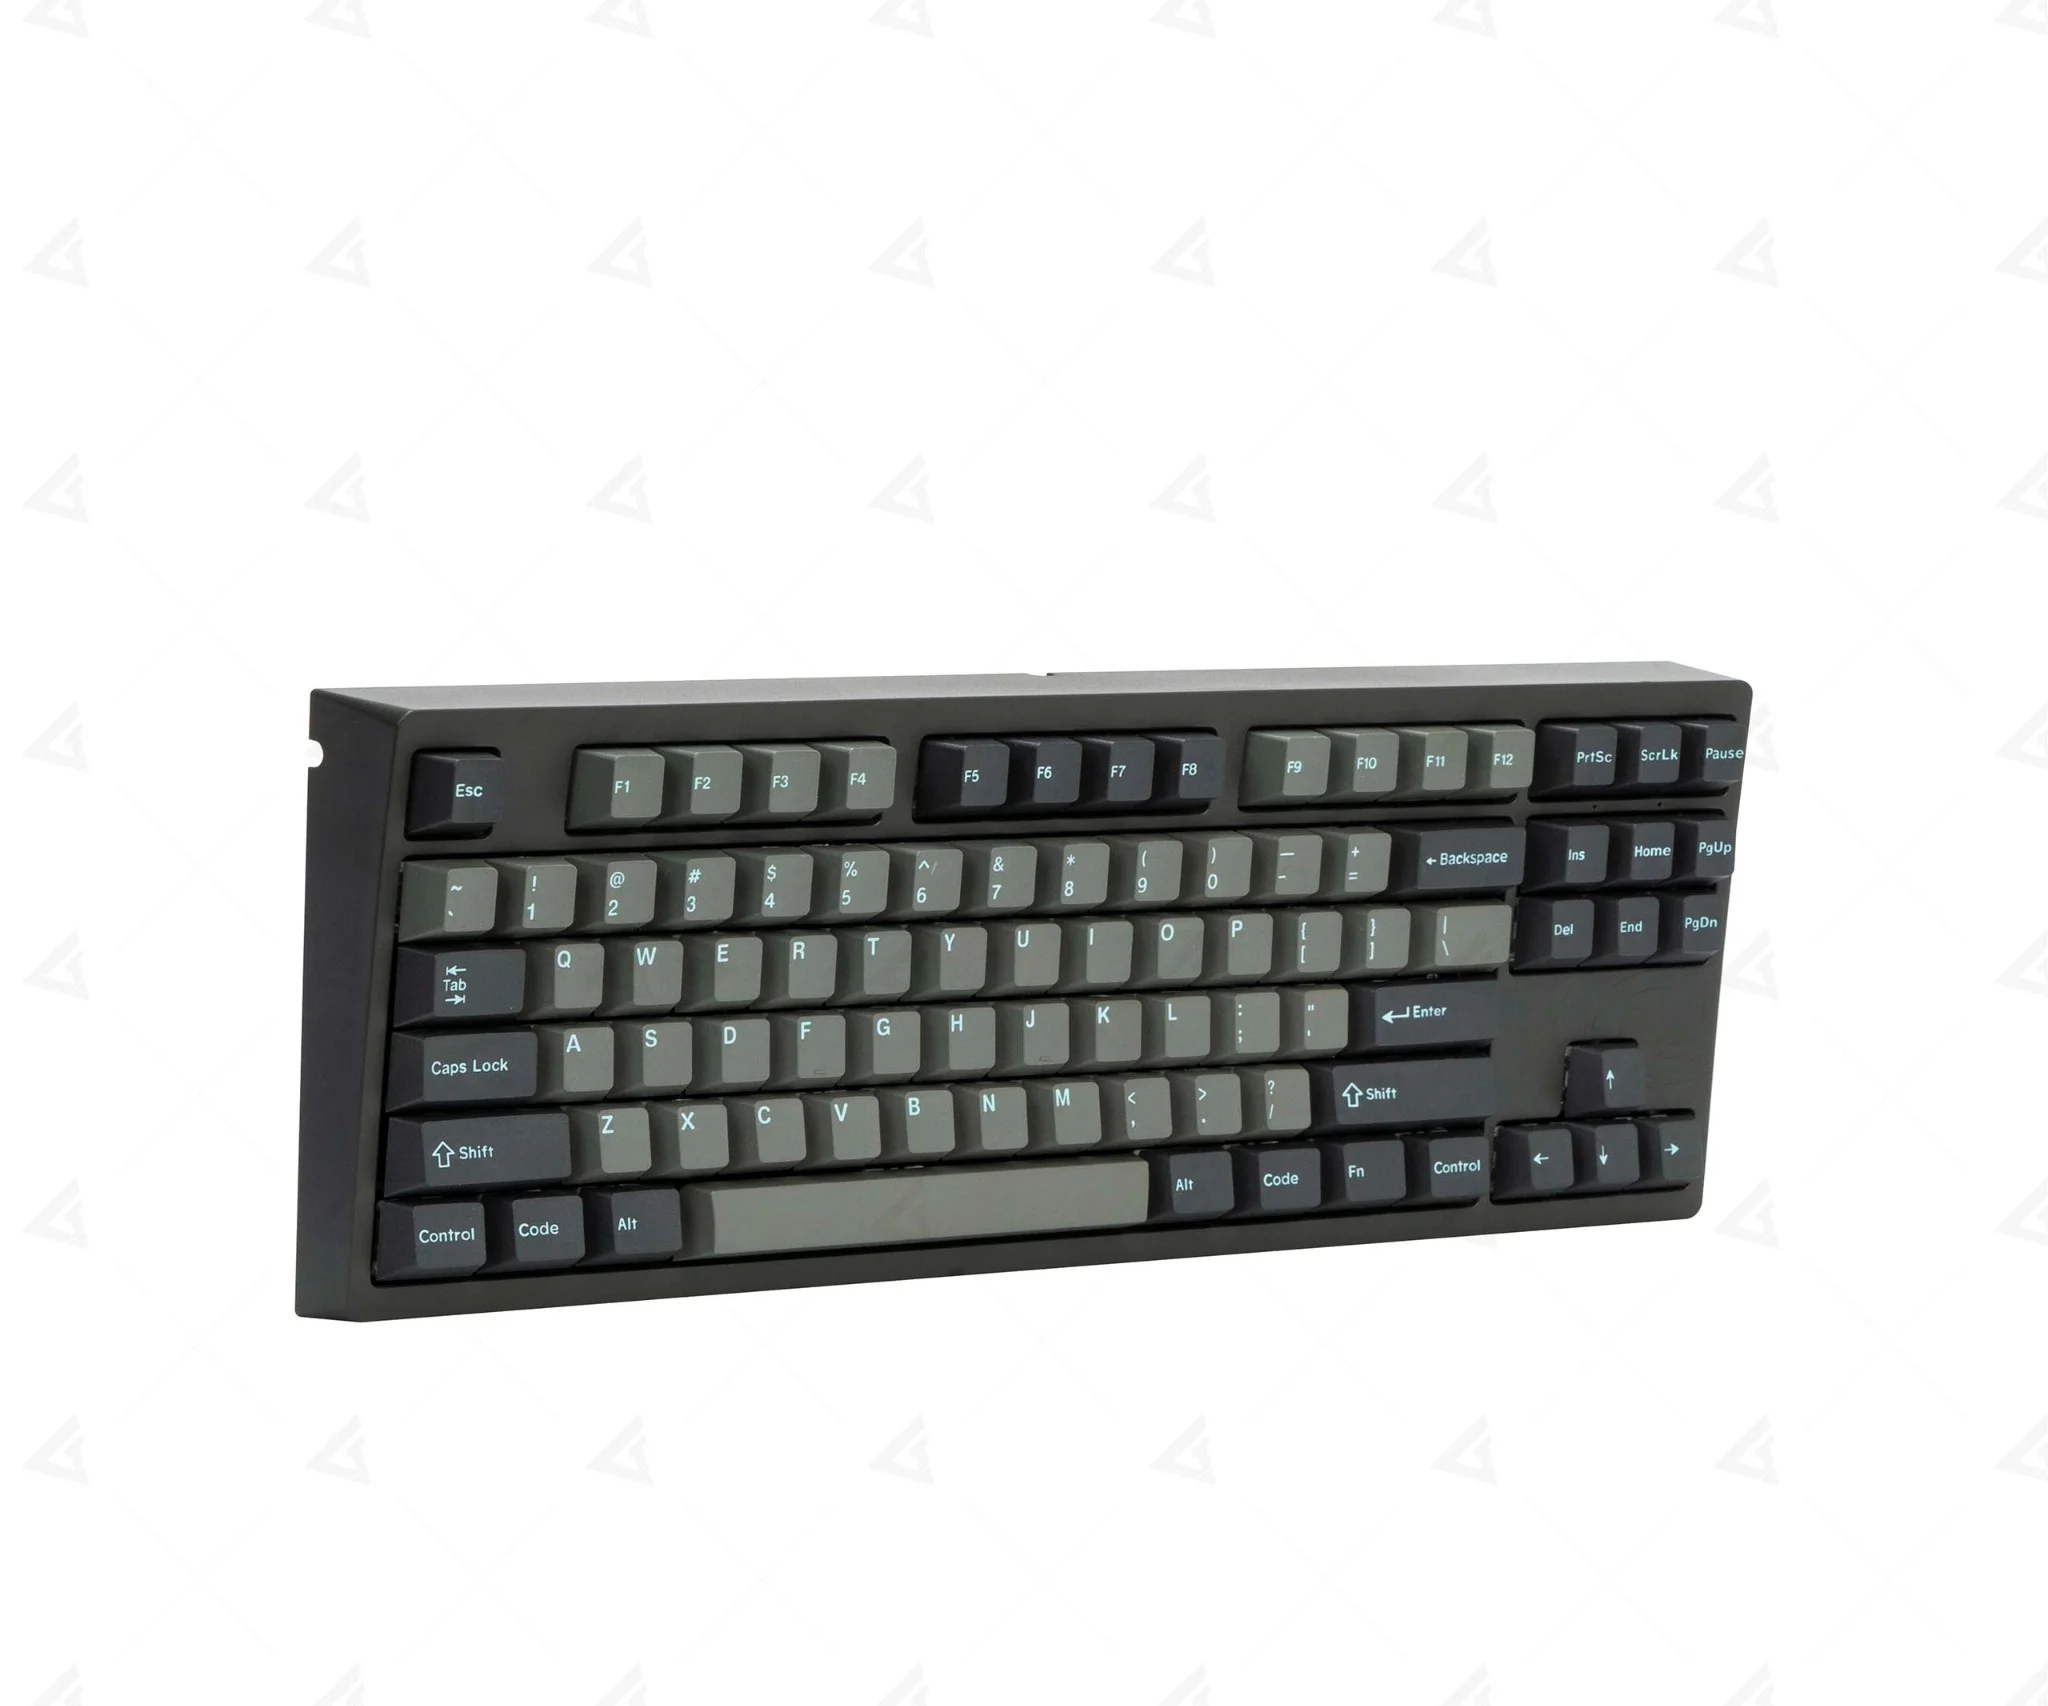 Esc F1 F2 F3 F4 F5 F6 F7 F8 F9 F10 F11 F12 PrtSc ScrLk Pause
~ ! @ # $ % ^ & * ( ) — + ← Backspace Ins Home PgUp
` 1 2 3 4 5 6 7 8 9 0 - =
Tab Q W E R T Y U I O P { } | Del End PgDn
[ ] \
Caps Lock A S D F G H J K L : " Enter
; '
Shift Z X C V B N M < > ? Shift ↑
, . /
Control Code Alt Alt Code Fn Control ← ↓ →